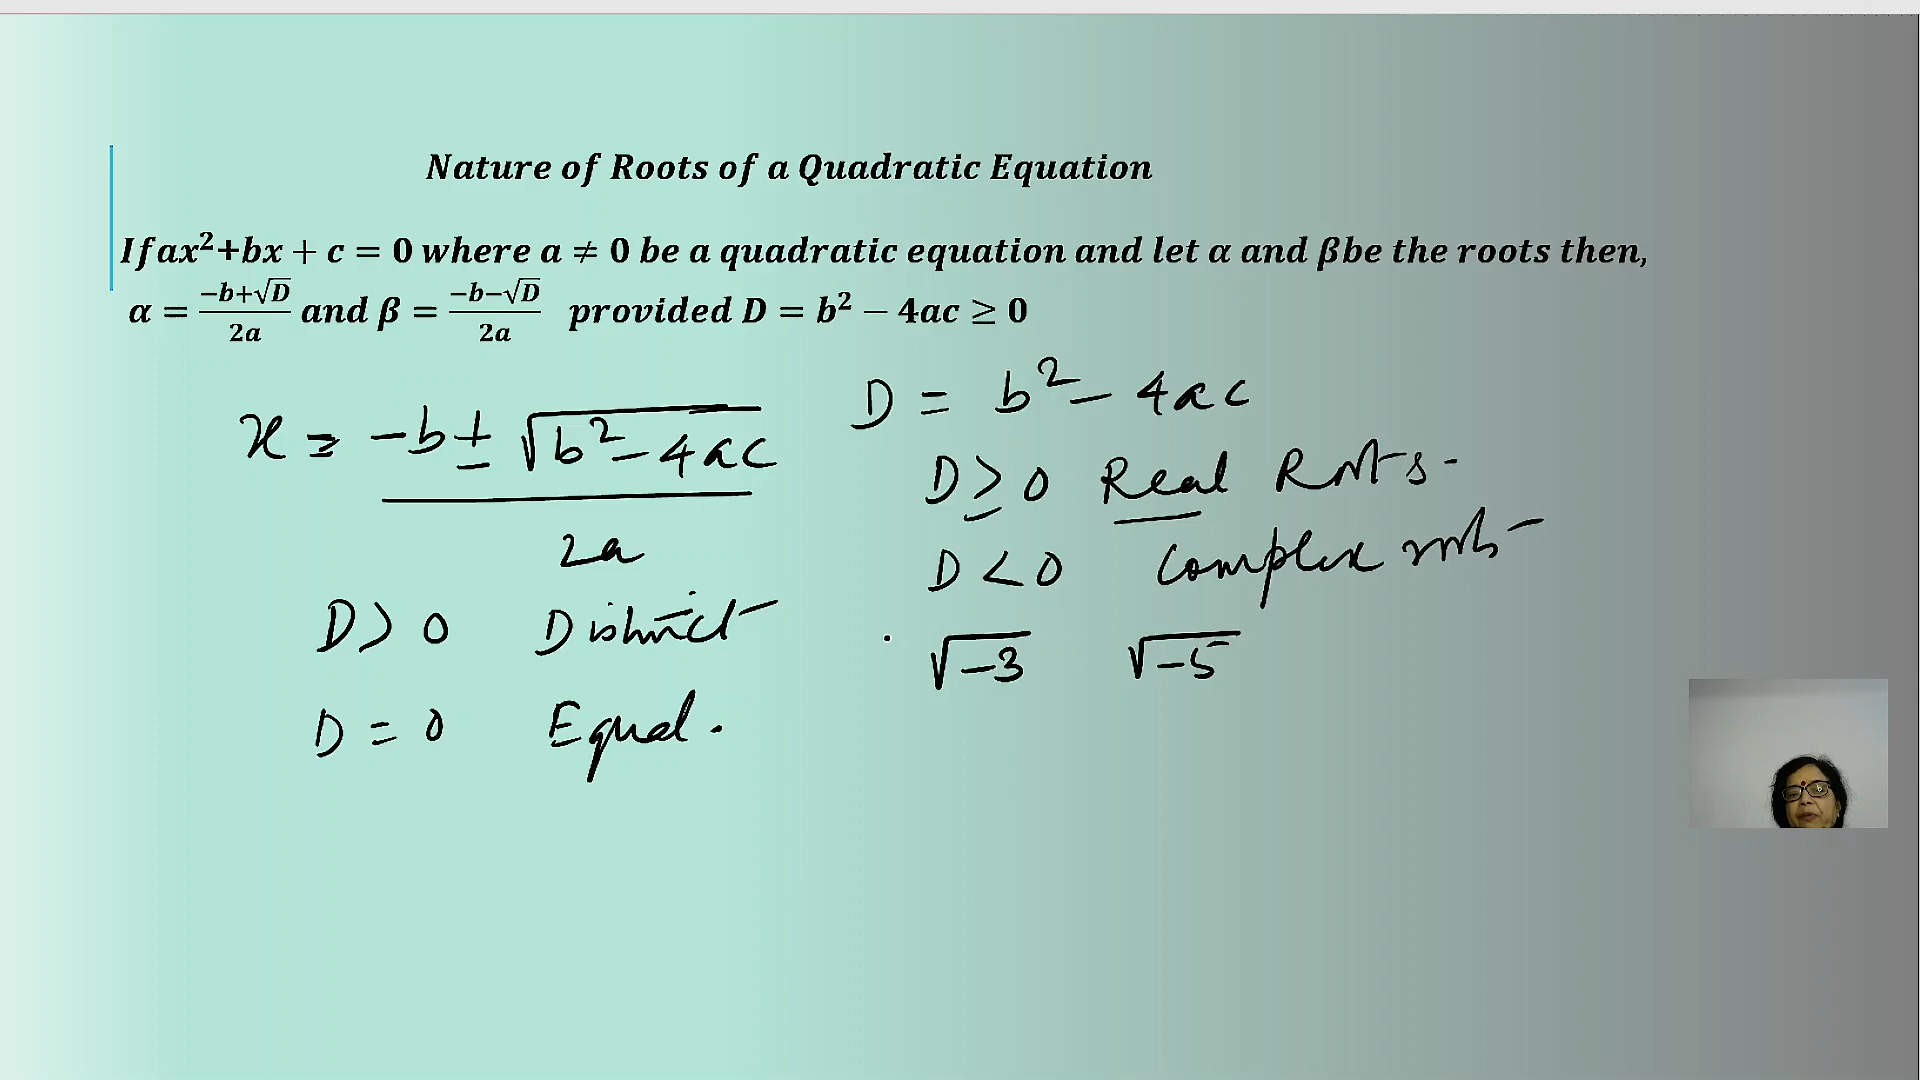 Nature of Roots of a Quadratic Equation
Ifax²+bx + c = 0 where a ≠ 0 be a quadratic equation and let α and βbe the roots then,
α = (-b+√D)/2a and β = (-b-√D)/2a provided D = b² - 4ac ≥ 0
x = (-b ± √(b² - 4ac))/2a
D > 0 Distinct
D = 0 Equal.
D = b² - 4ac
D ≥ 0 Real Roots.
D < 0 Complex roots
√-3 √-5